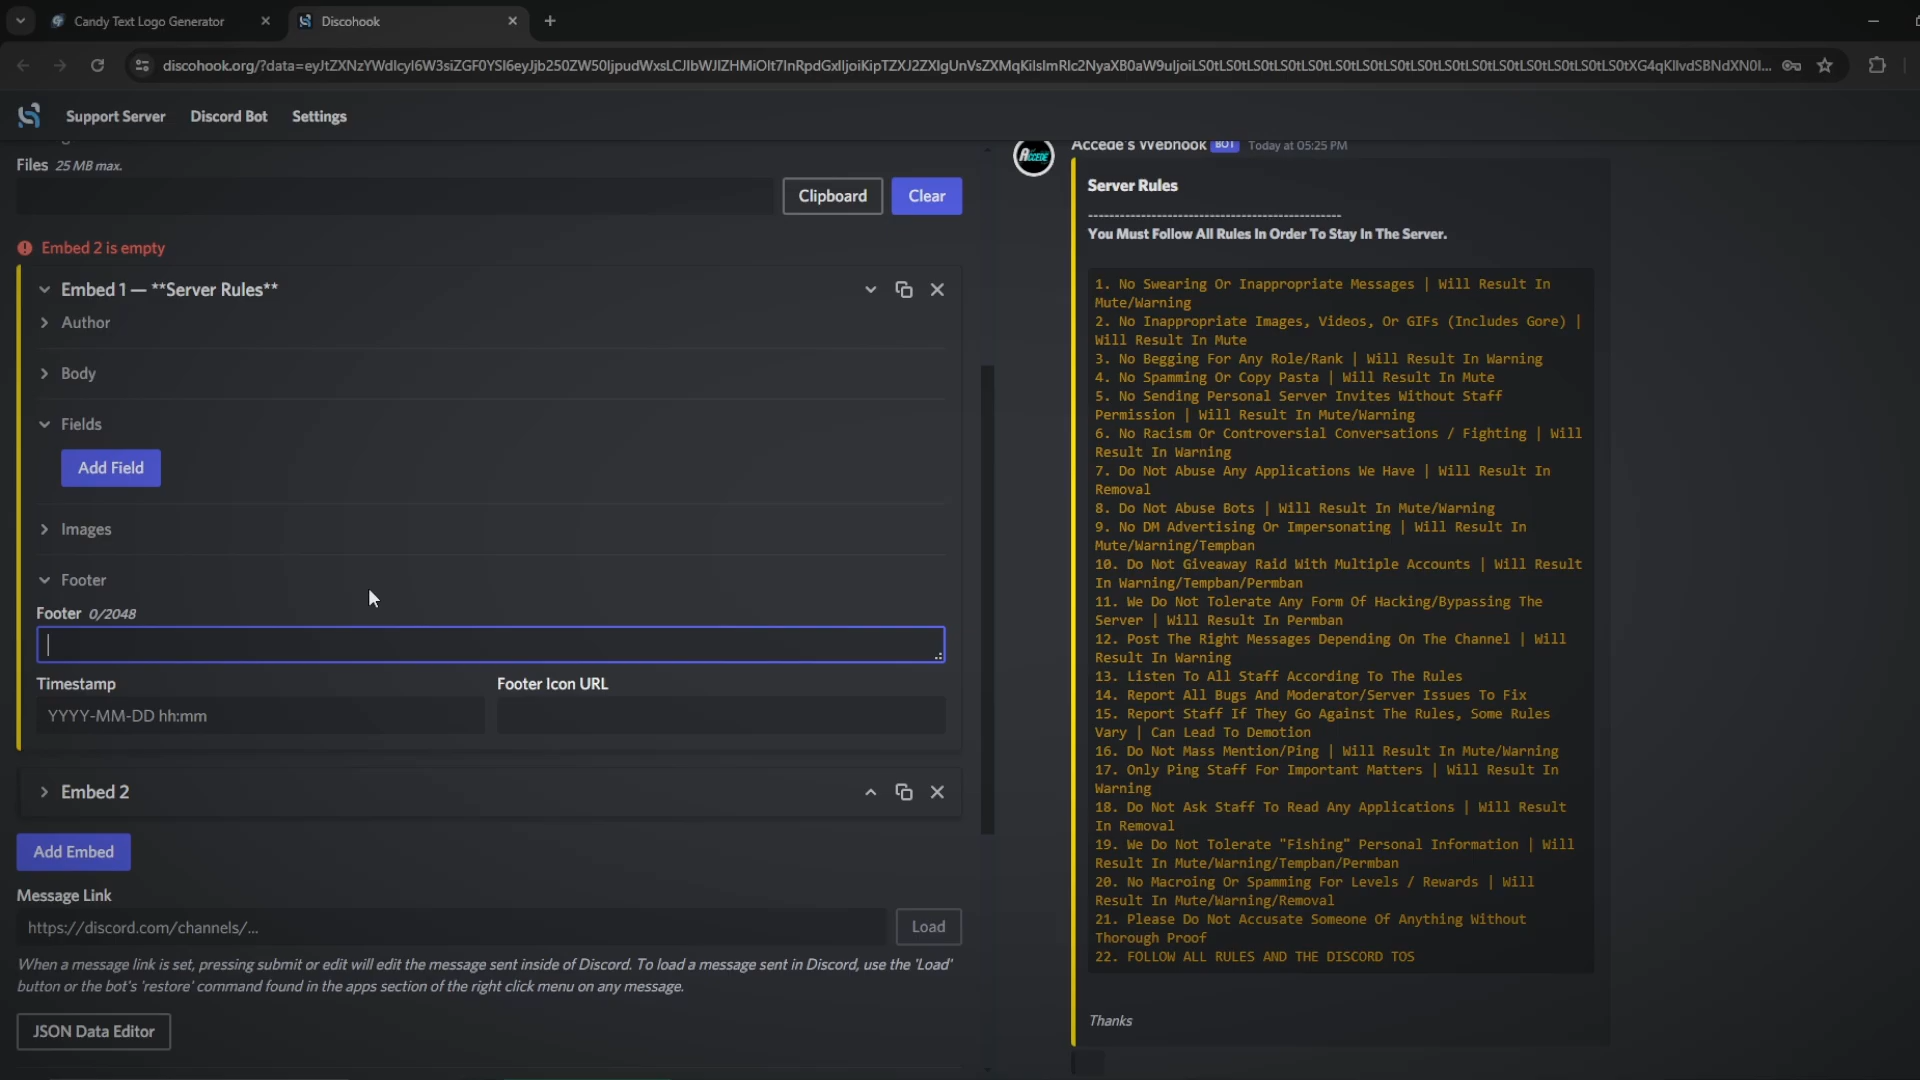 Candy Text Logo Generator
Discohook
Support Server
Discord Bot
Settings
Files 25 MB max.
Clipboard
Clear
Embed 2 is empty
Embed 1 — **Server Rules**
Author
Body
Fields
Add Field
Images
Footer
Footer 0/2048
Timestamp
Footer Icon URL
YYYY-MM-DD hh:mm
Embed 2
Add Embed
Message Link
https://discord.com/channels/...
Load
When a message link is set, pressing submit or edit will edit the message sent inside of Discord. To load a message sent in Discord, use the 'Load'
button or the bot's 'restore' command found in the apps section of the right click menu on any message.
JSON Data Editor
ACCEDE
Accede's Webhook BOT Today at 05:25 PM
Server Rules
------------------------------------------------
You Must Follow All Rules In Order To Stay In The Server.
1. No Swearing Or Inappropriate Messages | Will Result In
Mute/Warning
2. No Inappropriate Images, Videos, Or GIFs (Includes Gore) |
Will Result In Mute
3. No Begging For Any Role/Rank | Will Result In Warning
4. No Spamming Or Copy Pasta | Will Result In Mute
5. No Sending Personal Server Invites Without Staff
Permission | Will Result In Mute/Warning
6. No Racism Or Controversial Conversations / Fighting | Will
Result In Warning
7. Do Not Abuse Any Applications We Have | Will Result In
Removal
8. Do Not Abuse Bots | Will Result In Mute/Warning
9. No DM Advertising Or Impersonating | Will Result In
Mute/Warning/Tempban
10. Do Not Giveaway Raid With Multiple Accounts | Will Result
In Warning/Tempban/Permban
11. We Do Not Tolerate Any Form Of Hacking/Bypassing The
Server | Will Result In Permban
12. Post The Right Messages Depending On The Channel | Will
Result In Warning
13. Listen To All Staff According To The Rules
14. Report All Bugs And Moderator/Server Issues To Fix
15. Report Staff If They Go Against The Rules, Some Rules
Vary | Can Lead To Demotion
16. Do Not Mass Mention/Ping | Will Result In Mute/Warning
17. Only Ping Staff For Important Matters | Will Result In
Warning
18. Do Not Ask Staff To Read Any Applications | Will Result
In Removal
19. We Do Not Tolerate "Fishing" Personal Information | Will
Result In Mute/Warning/Tempban/Permban
20. No Macroing Or Spamming For Levels / Rewards | Will
Result In Mute/Warning/Removal
21. Please Do Not Accusate Someone Of Anything Without
Thorough Proof
22. FOLLOW ALL RULES AND THE DISCORD TOS
Thanks